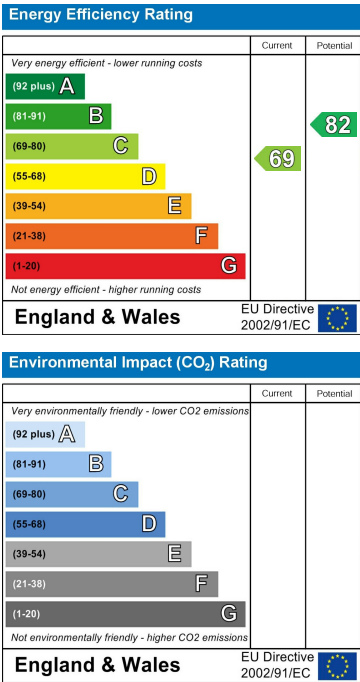 Energy Efficiency Rating
Current Potential
Very energy efficient - lower running costs
(92 plus) A
(81-91) B
82
(69-80) C
69
(55-68) D
(39-54) E
(21-38) F
(1-20) G
Not energy efficient - higher running costs
England & Wales
EU Directive
2002/91/EC
Environmental Impact (CO₂) Rating
Current Potential
Very environmentally friendly - lower CO2 emissions
(92 plus) A
(81-91) B
(69-80) C
(55-68) D
(39-54) E
(21-38) F
(1-20) G
Not environmentally friendly - higher CO2 emissions
England & Wales
EU Directive
2002/91/EC